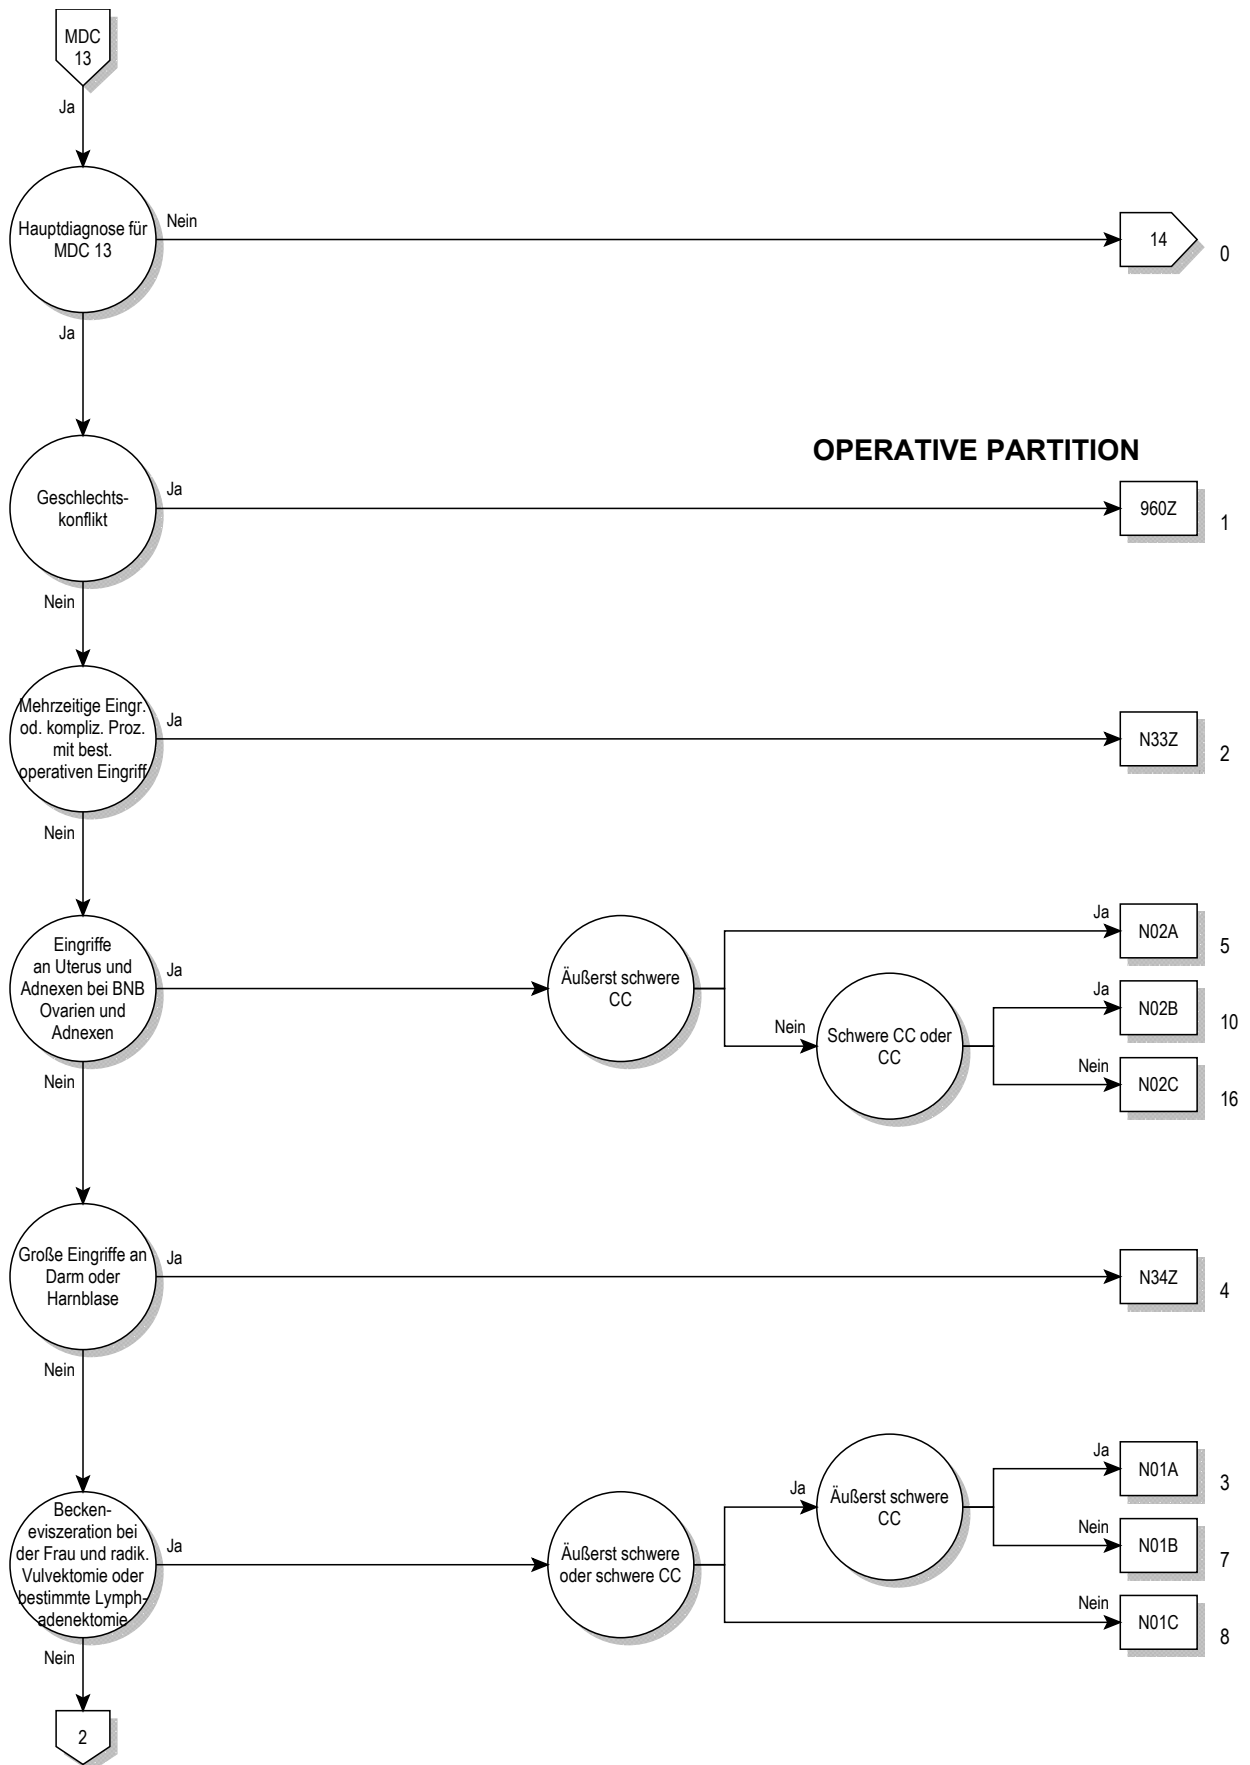 MDC
13
Ja
Hauptdiagnose für
MDC 13
Nein
14
0
Ja
OPERATIVE PARTITION
Geschlechts-
konflikt
Ja
960Z
1
Nein
Mehrzeitige Eingr.
od. kompliz. Proz.
mit best.
operativen Eingriff
Ja
N33Z
2
Nein
Eingriffe
an Uterus und
Adnexen bei BNB
Ovarien und
Adnexen
Ja
Äußerst schwere
CC
Ja
N02A
5
Nein
Schwere CC oder
CC
Ja
N02B
10
Nein
N02C
16
Nein
Große Eingriffe an
Darm oder
Harnblase
Ja
N34Z
4
Nein
Becken-
eviszeration bei
der Frau und radik.
Vulvektomie oder
bestimmte Lymph-
adenektomie
Ja
Äußerst schwere
oder schwere CC
Ja
Äußerst schwere
CC
Ja
N01A
3
Nein
N01B
7
Nein
N01C
8
Nein
2